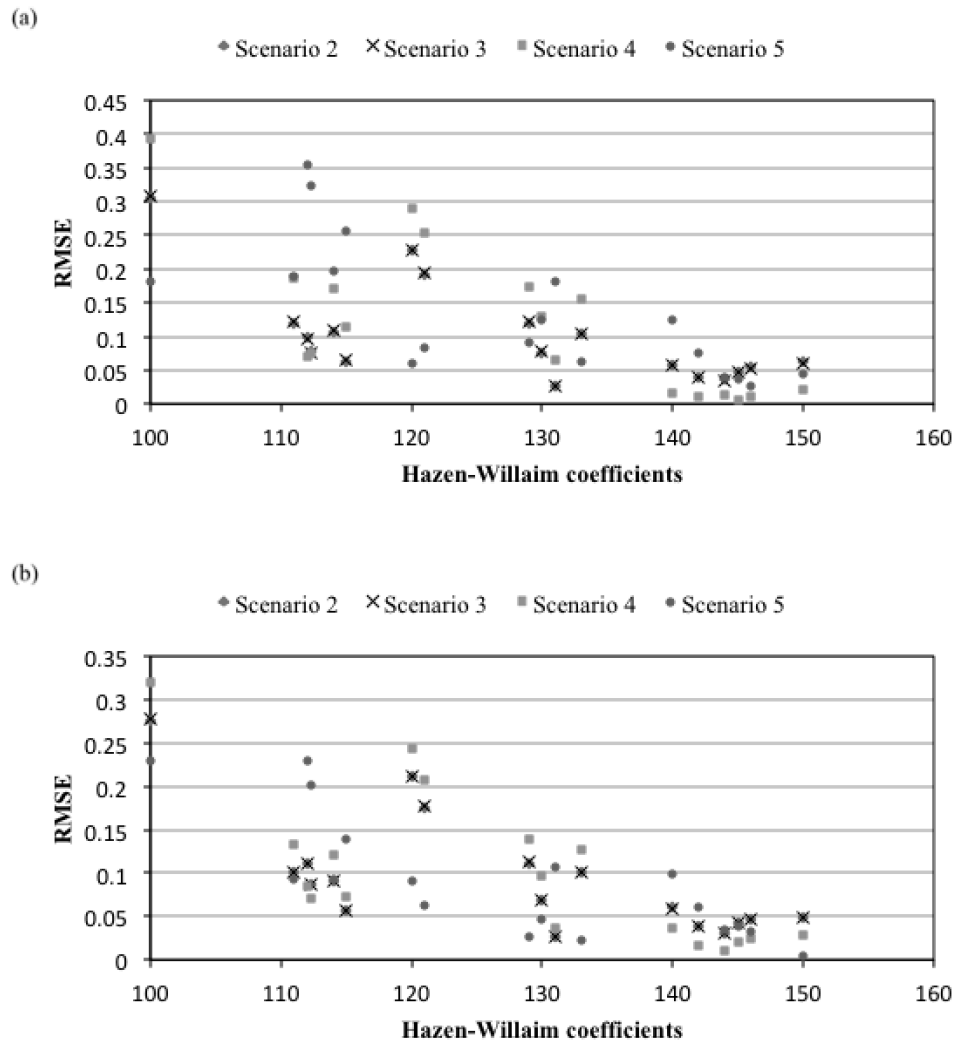 (a)
Scenario 2 Scenario 3 Scenario 4 Scenario 5
0.45
0.4
0.35
0.3
0.25
0.2
0.15
0.1
0.05
0
RMSE
100 110 120 130 140 150 160
Hazen-Willaim coefficients
(b)
Scenario 2 Scenario 3 Scenario 4 Scenario 5
0.35
0.3
0.25
0.2
0.15
0.1
0.05
0
RMSE
100 110 120 130 140 150 160
Hazen-Willaim coefficients